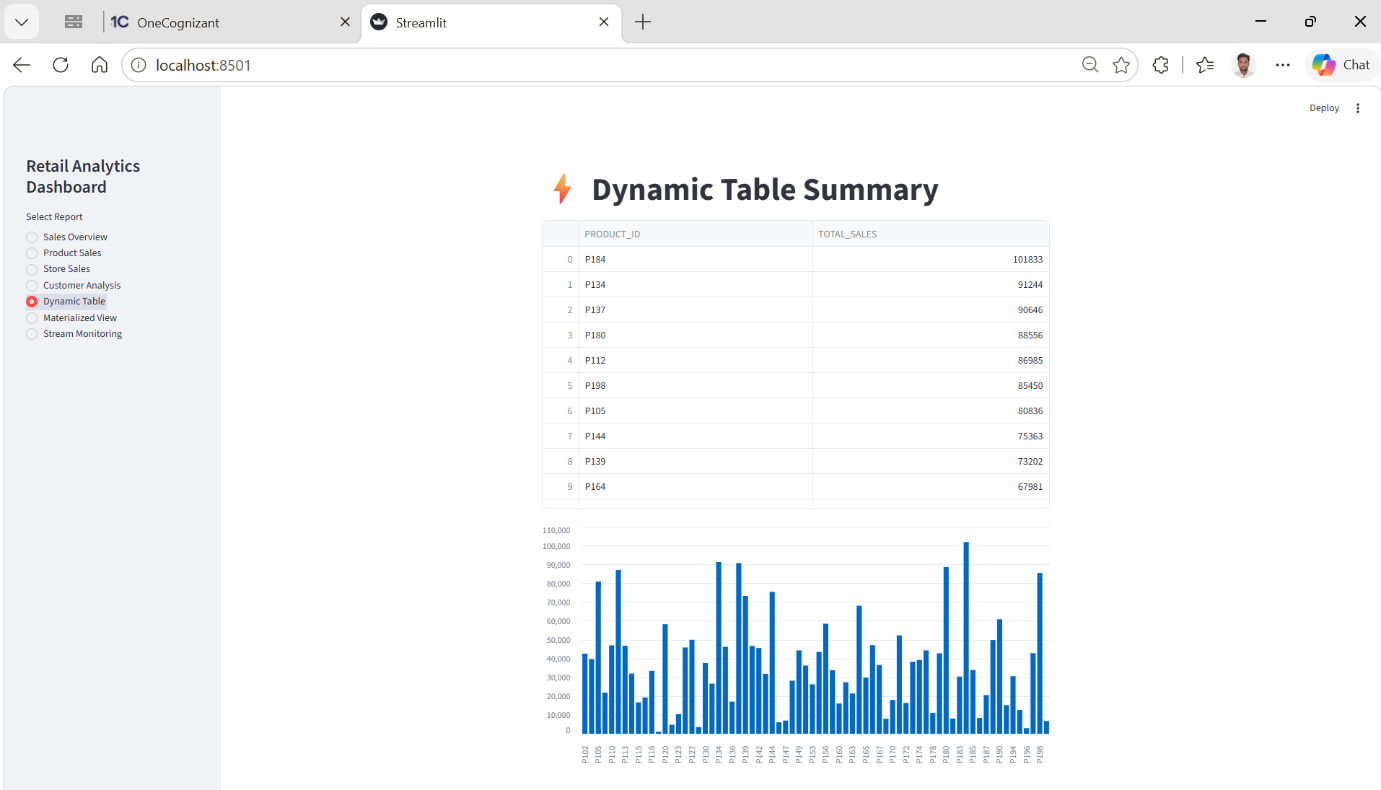 1C OneCognizant
Streamlit
localhost:8501
Chat
Deploy
Retail Analytics
Dashboard
Select Report
Sales Overview
Product Sales
Store Sales
Customer Analysis
Dynamic Table
Materialized View
Stream Monitoring
Dynamic Table Summary
PRODUCT_ID TOTAL_SALES
0 P184 101833
1 P134 91244
2 P137 90646
3 P180 88556
4 P112 86985
5 P198 85450
6 P105 80836
7 P144 75363
8 P139 73202
9 P164 67981
110,000
100,000
90,000
80,000
70,000
60,000
50,000
40,000
30,000
20,000
10,000
0
P102 P105 P110 P113 P115 P118 P120 P123 P127 P130 P134 P136 P139 P142 P144 P147 P149 P153 P156 P160 P163 P165 P167 P170 P172 P174 P178 P180 P183 P185 P187 P190 P194 P196 P198